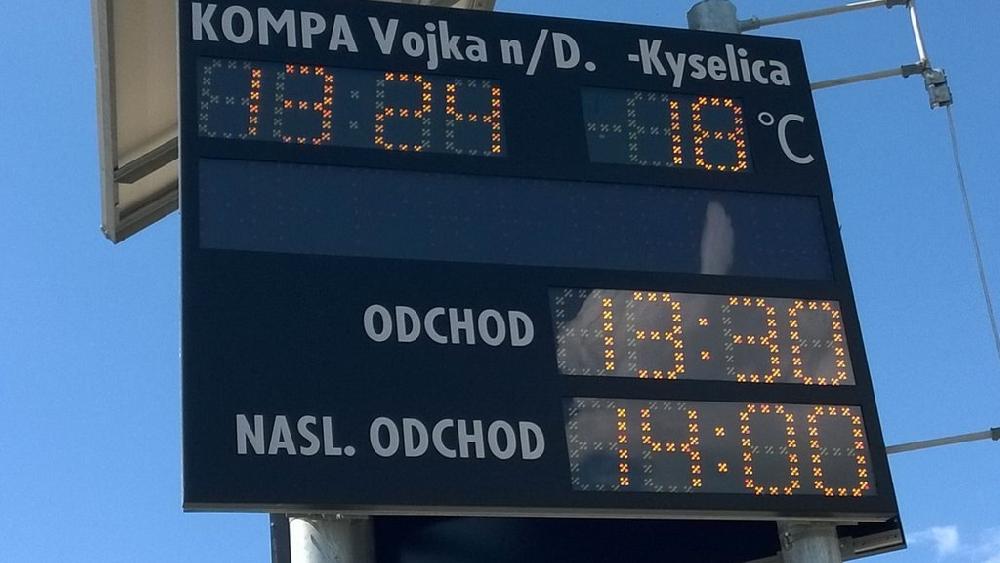 KOMPA Vojka n/D. -Kyselica
13:24 18 °C
ODCHOD 13:30
NASL. ODCHOD 14:00